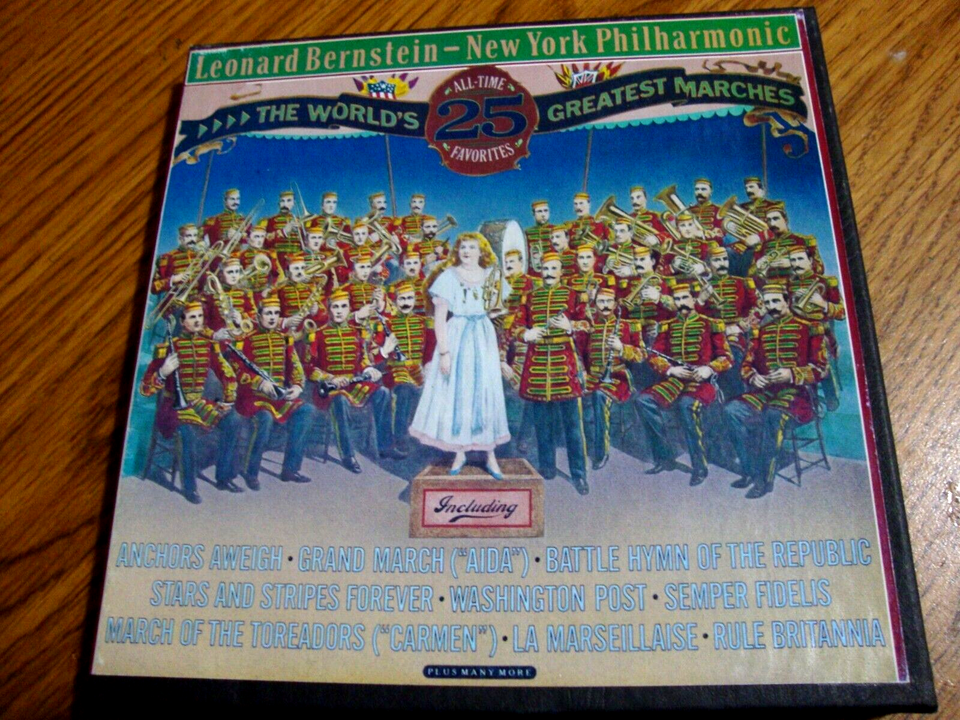 Leonard Bernstein – New York Philharmonic
THE WORLD'S
ALL-TIME
25
FAVORITES
GREATEST MARCHES
Including
ANCHORS AWEIGH • GRAND MARCH ("AIDA") • BATTLE HYMN OF THE REPUBLIC
STARS AND STRIPES FOREVER • WASHINGTON POST • SEMPER FIDELIS
MARCH OF THE TOREADORS ("CARMEN") • LA MARSEILLAISE • RULE BRITANNIA
PLUS MANY MORE